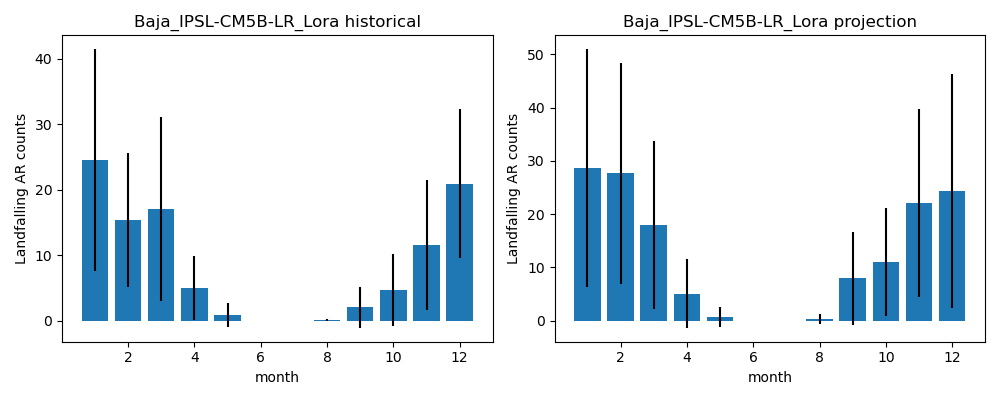 Baja_IPSL-CM5B-LR_Lora historical
Landfalling AR counts
40
30
20
10
0
2 4 6 8 10 12
month
Baja_IPSL-CM5B-LR_Lora projection
Landfalling AR counts
50
40
30
20
10
0
2 4 6 8 10 12
month